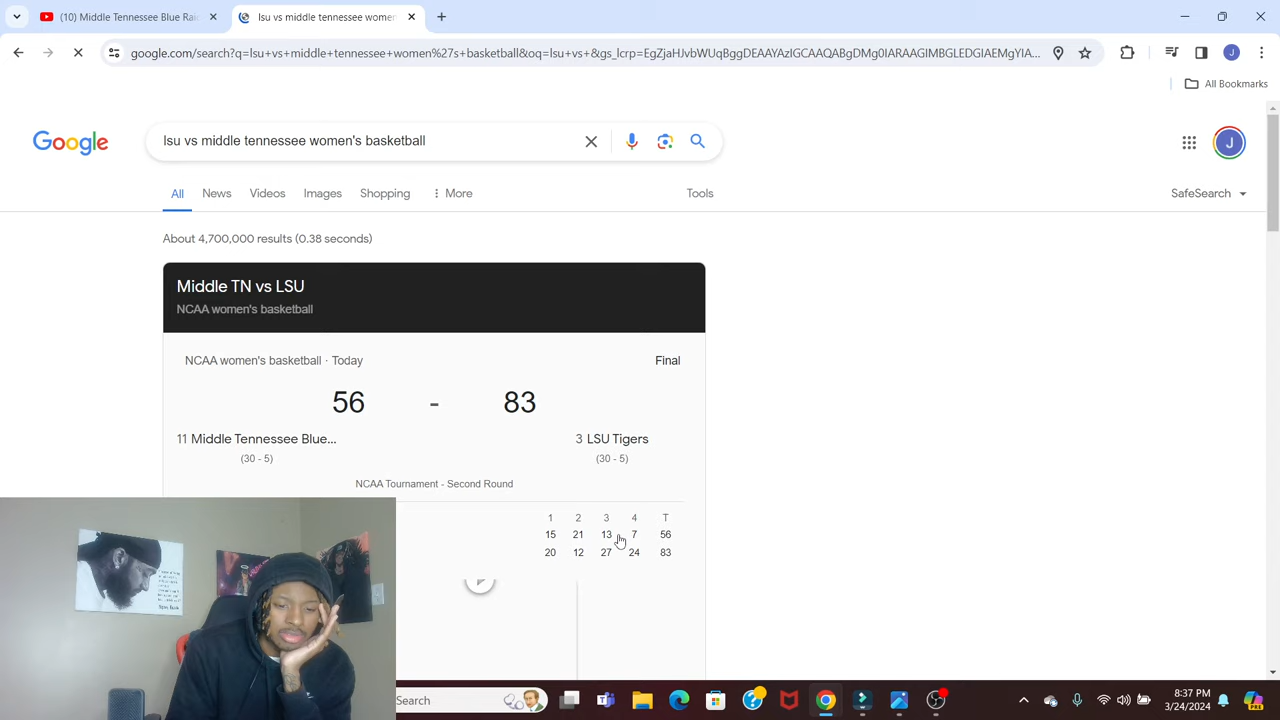 (10) Middle Tennessee Blue Rai
lsu vs middle tennessee women
google.com/search?q=lsu+vs+middle+tennessee+women%27s+basketball&oq=lsu+vs+&gs_lcrp=EgZjaHJvbWUqBggDEAAYAzIGCAAQABgDMg0IARAAGIMBGLEDGIAEMgYIA...
J
All Bookmarks
Google
lsu vs middle tennessee women's basketball
J
All News Videos Images Shopping More Tools SafeSearch
About 4,700,000 results (0.38 seconds)
Middle TN vs LSU
NCAA women's basketball
NCAA women's basketball · Today Final
56 - 83
11 Middle Tennessee Blue... 3 LSU Tigers
(30 - 5) (30 - 5)
NCAA Tournament - Second Round
1 2 3 4 T
15 21 13 7 56
20 12 27 24 83
Search
8:37 PM
3/24/2024